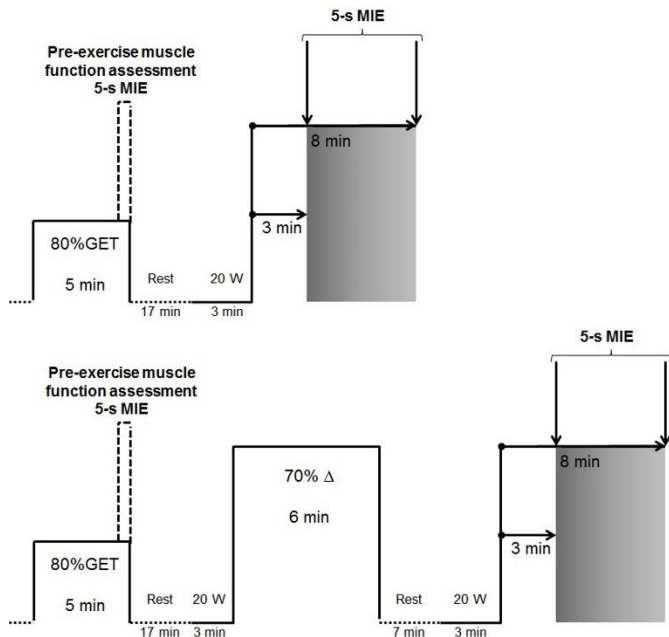 5-s MIE
Pre-exercise muscle
function assessment
5-s MIE
8 min
3 min
80%GET
5 min
Rest 20 W
17 min 3 min
5-s MIE
Pre-exercise muscle
function assessment
5-s MIE
8 min
70% Δ
6 min
3 min
80%GET
5 min
Rest 20 W Rest 20 W
17 min 3 min 7 min 3 min